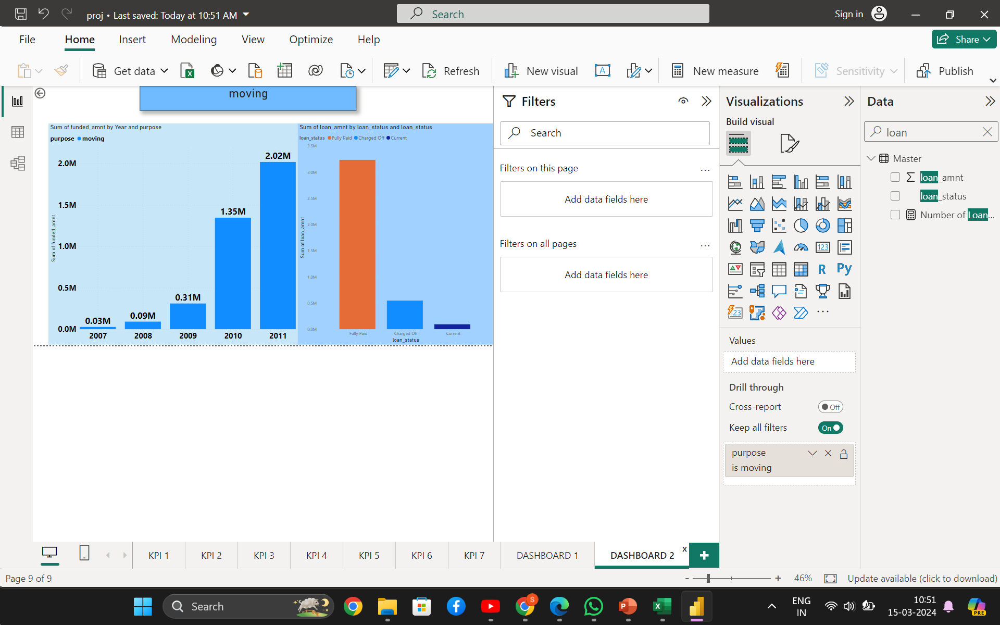 proj • Last saved: Today at 10:51 AM
Search
Sign in
File
Home
Insert
Modeling
View
Optimize
Help
Share
Get data
Refresh
New visual
New measure
Sensitivity
Publish
moving
Sum of funded_amnt by Year and purpose
purpose moving
2.0M
1.5M
1.0M
0.5M
0.0M
Sum of funded_amnt
0.03M
0.09M
0.31M
1.35M
2.02M
2007
2008
2009
2010
2011
Sum of loan_amnt by loan_status and loan_status
loan_status Fully Paid Charged Off Current
3.5M
3.0M
2.5M
2.0M
1.5M
1.0M
0.5M
0.0M
Sum of loan_amnt
Fully Paid
Charged Off
Current
loan_status
Filters
Search
Filters on this page
...
Add data fields here
Filters on all pages
...
Add data fields here
Visualizations
Build visual
123
R
Py
123
...
Values
Add data fields here
Drill through
Cross-report
Off
Keep all filters
On
purpose
is moving
Data
loan
Master
loan_amnt
loan_status
Number of Loan...
KPI 1
KPI 2
KPI 3
KPI 4
KPI 5
KPI 6
KPI 7
DASHBOARD 1
DASHBOARD 2
x
+
Page 9 of 9
-
+
46%
Update available (click to download)
Search
S
ENG
IN
10:51
15-03-2024
PRE